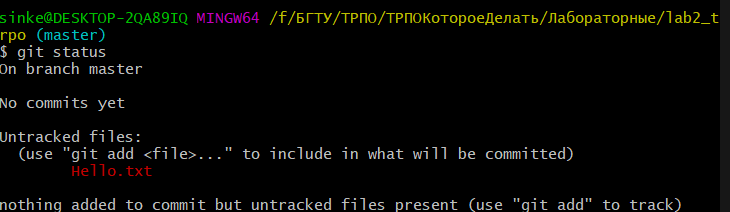 sinke@DESKTOP-2QA89IQ MINGW64 /f/БГТУ/ТРПО/ТРПОКотороеДелать/Лабораторные/lab2_t
rpo (master)
$ git status
On branch master
No commits yet
Untracked files:
  (use "git add <file>..." to include in what will be committed)
        Hello.txt
nothing added to commit but untracked files present (use "git add" to track)